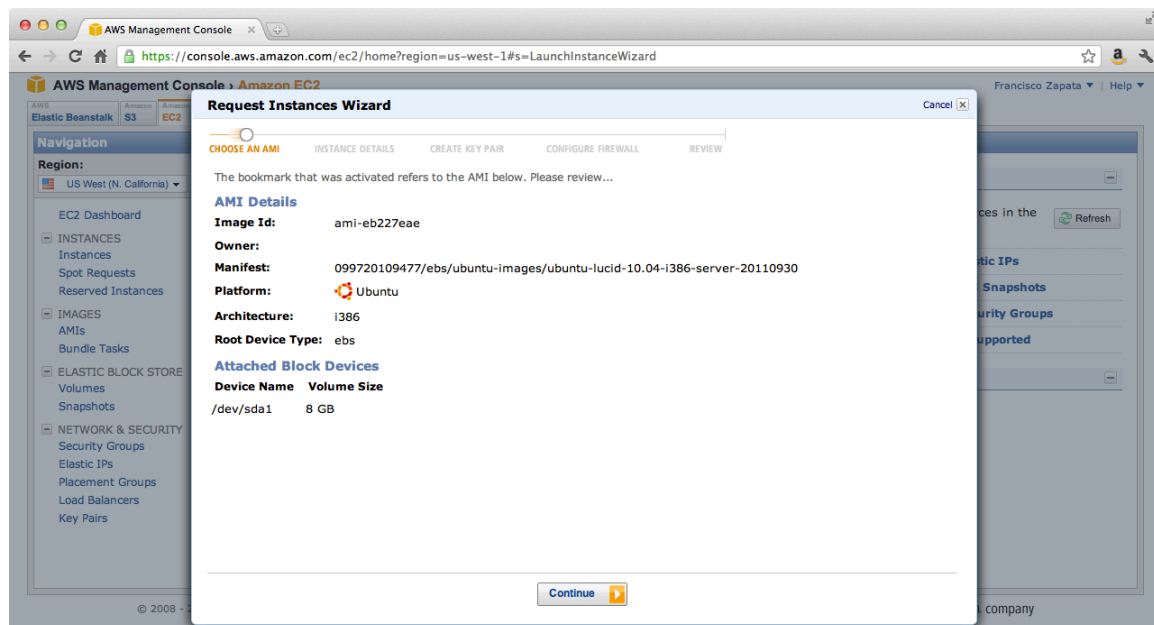 AWS Management Console
https://console.aws.amazon.com/ec2/home?region=us-west-1#s=LaunchInstanceWizard
AWS Management Console › Amazon EC2
Francisco Zapata | Help
AWS
Elastic Beanstalk
Amazon
S3
Amazon
EC2
Navigation
Region:
US West (N. California)
EC2 Dashboard
INSTANCES
Instances
Spot Requests
Reserved Instances
IMAGES
AMIs
Bundle Tasks
ELASTIC BLOCK STORE
Volumes
Snapshots
NETWORK & SECURITY
Security Groups
Elastic IPs
Placement Groups
Load Balancers
Key Pairs
Request Instances Wizard
Cancel
CHOOSE AN AMI INSTANCE DETAILS CREATE KEY PAIR CONFIGURE FIREWALL REVIEW
The bookmark that was activated refers to the AMI below. Please review...
AMI Details
Image Id: ami-eb227eae
Owner:
Manifest: 099720109477/ebs/ubuntu-images/ubuntu-lucid-10.04-i386-server-20110930
Platform: Ubuntu
Architecture: i386
Root Device Type: ebs
Attached Block Devices
Device Name Volume Size
/dev/sda1 8 GB
Continue
in the
Refresh
IPs
Snapshots
Groups
© 2008 -
company